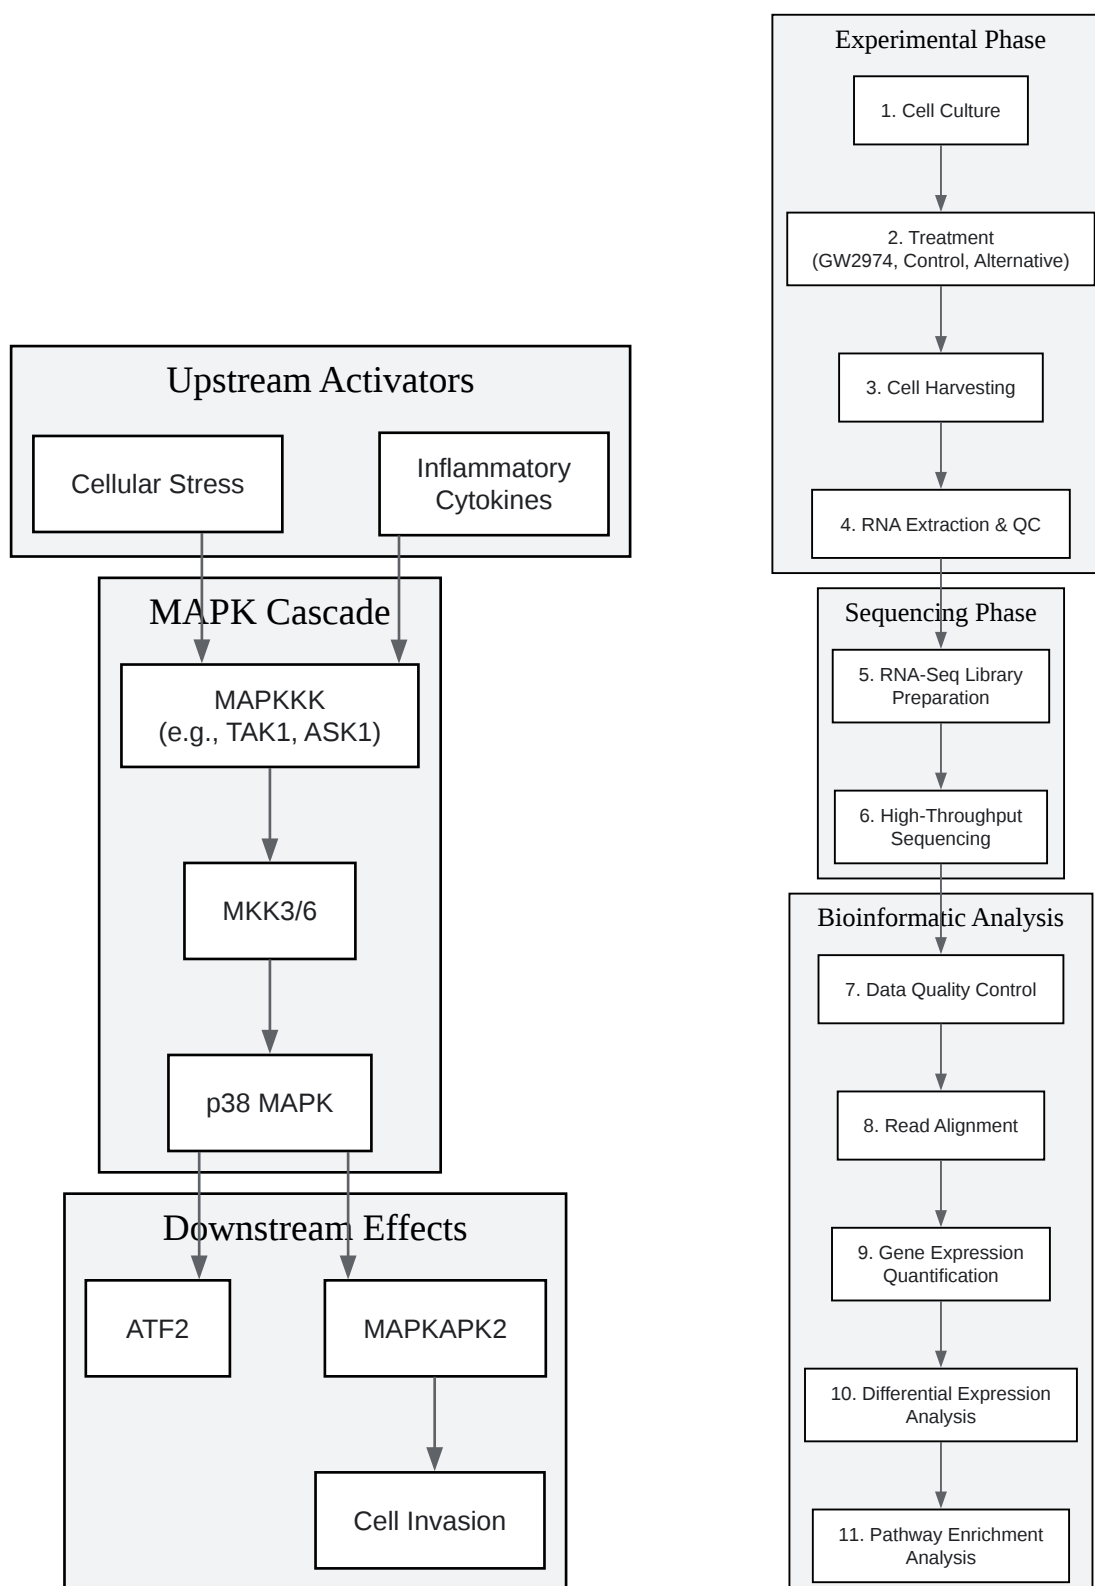 Upstream Activators
Cellular Stress
Inflammatory
Cytokines
MAPK Cascade
MAPKKK
(e.g., TAK1, ASK1)
MKK3/6
p38 MAPK
Downstream Effects
ATF2
MAPKAPK2
Cell Invasion
Experimental Phase
1. Cell Culture
2. Treatment
(GW2974, Control, Alternative)
3. Cell Harvesting
4. RNA Extraction & QC
Sequencing Phase
5. RNA-Seq Library
Preparation
6. High-Throughput
Sequencing
Bioinformatic Analysis
7. Data Quality Control
8. Read Alignment
9. Gene Expression
Quantification
10. Differential Expression
Analysis
11. Pathway Enrichment
Analysis